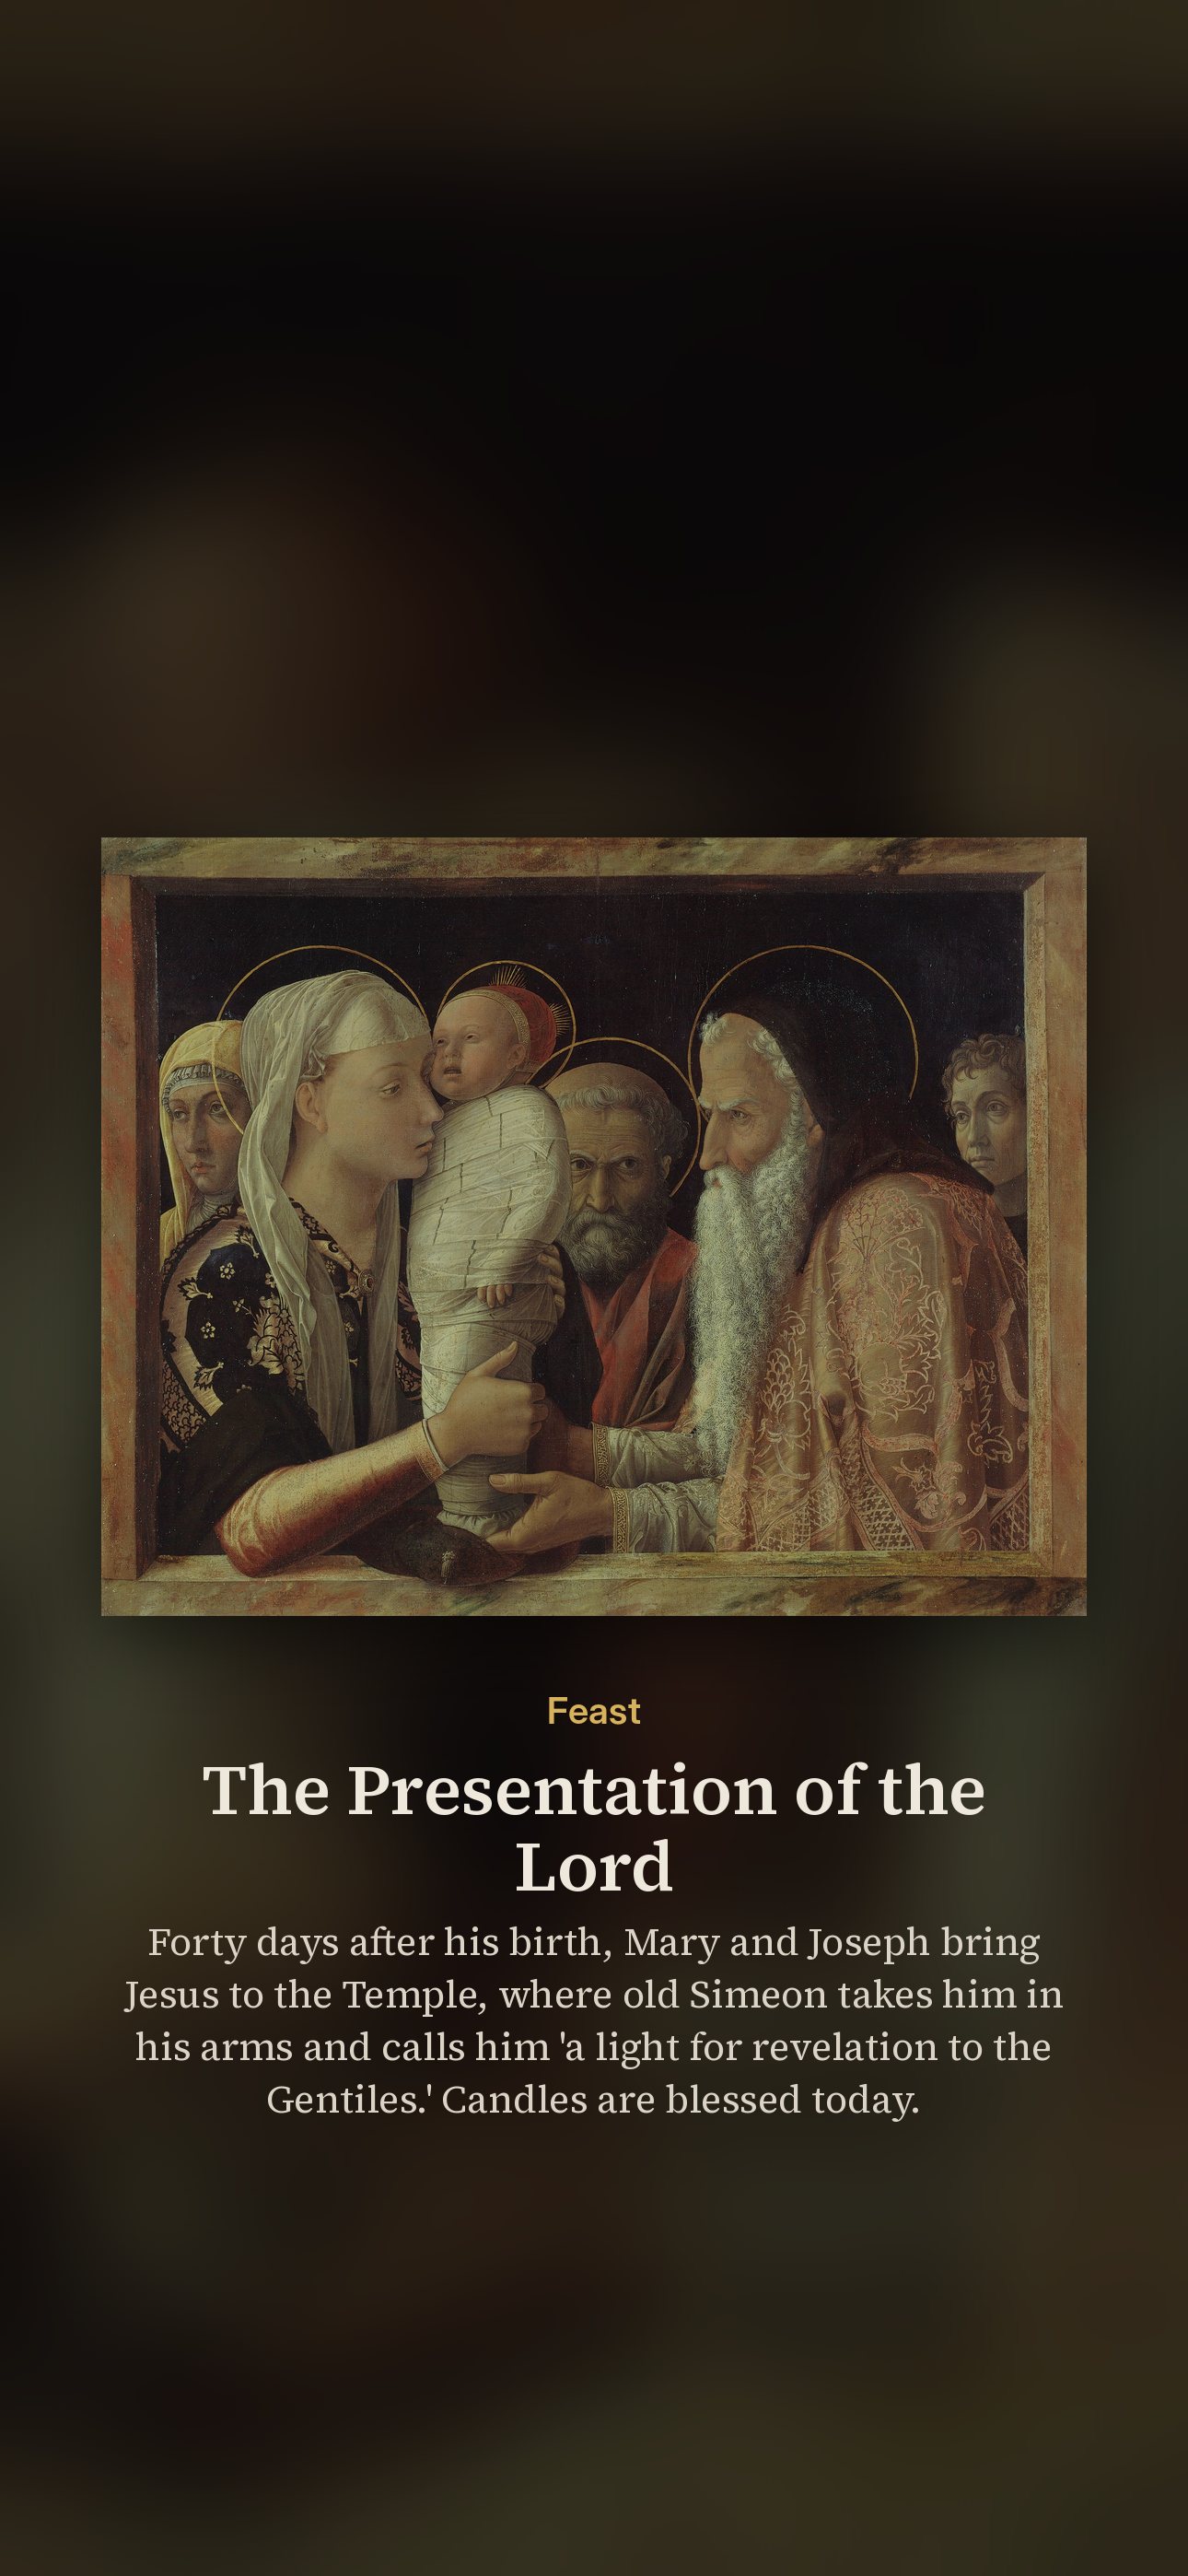 Feast
The Presentation of the
Lord
Forty days after his birth, Mary and Joseph bring
Jesus to the Temple, where old Simeon takes him in
his arms and calls him 'a light for revelation to the
Gentiles.' Candles are blessed today.